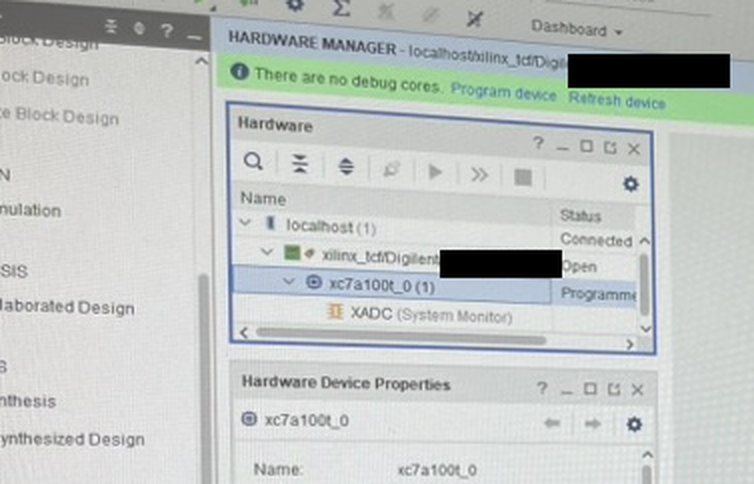 Dashboard
HARDWARE MANAGER - localhost/xilinx_tcf/Digile
There are no debug cores. Program device Refresh device
Block Design
ock Design
e Block Design
N
mulation
SIS
laborated Design
S
nthesis
ynthesized Design
Hardware
Name Status
localhost (1) Connected
xilinx_tcf/Digilent Open
xc7a100t_0 (1) Programme
XADC (System Monitor)
Hardware Device Properties
xc7a100t_0
Name: xc7a100t_0